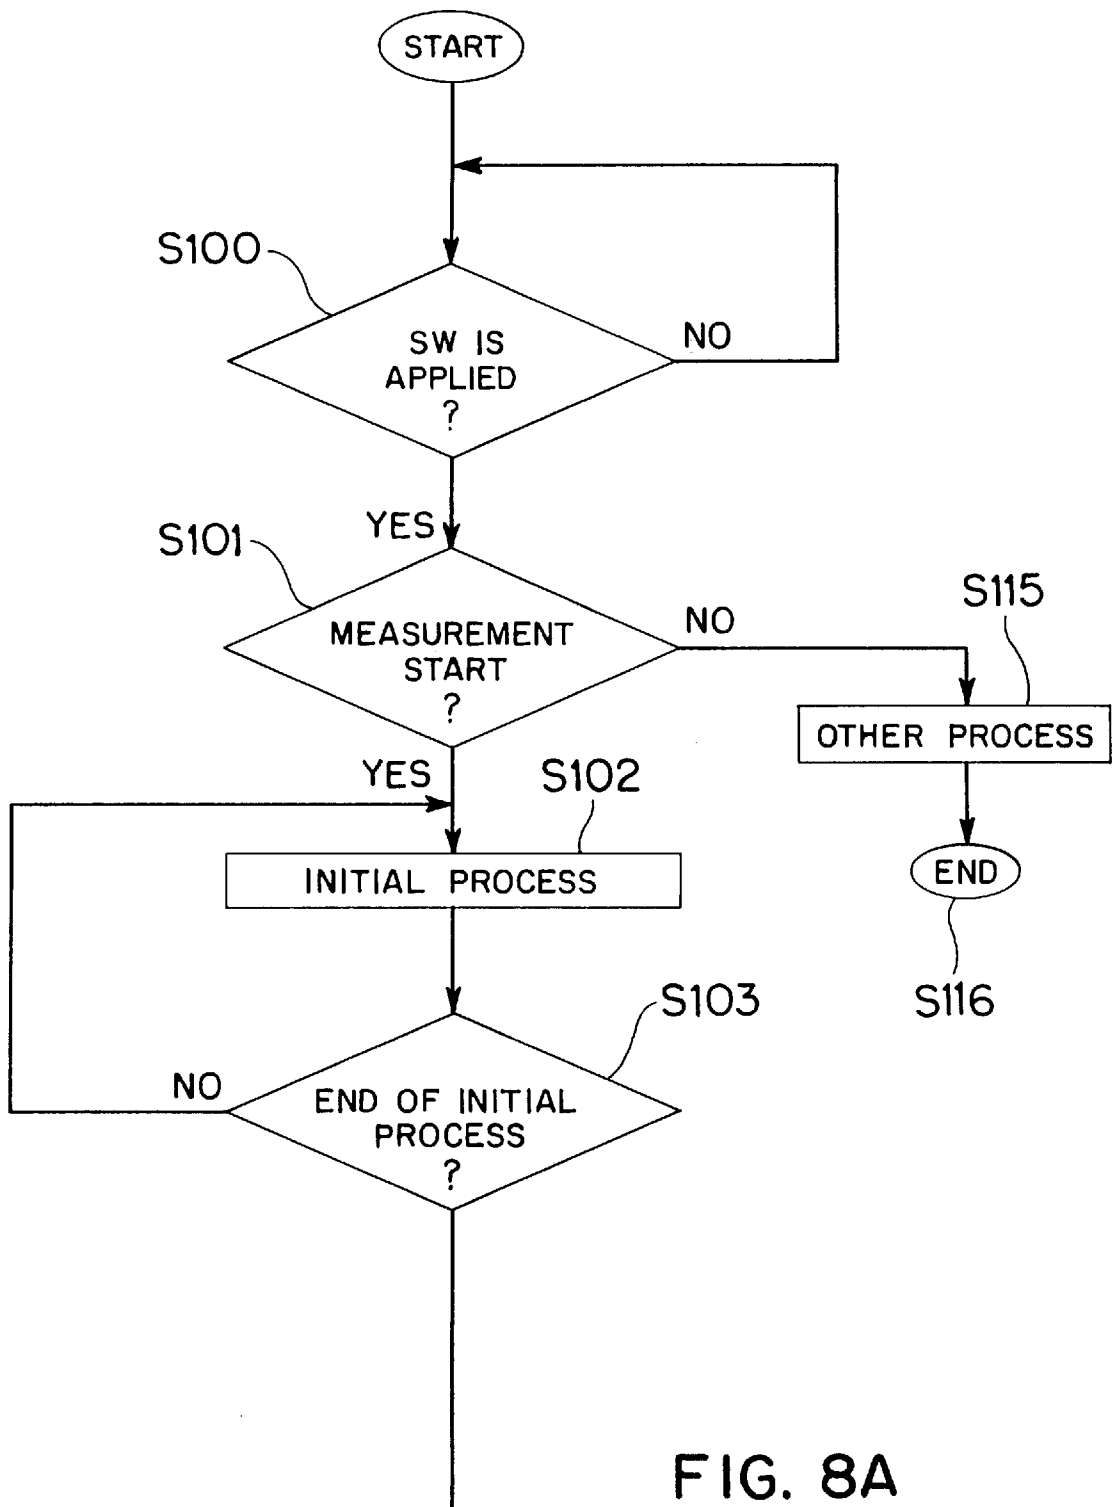 START
S100
SW IS
APPLIED
?
NO
YES
S101
MEASUREMENT
START
?
NO
S115
OTHER PROCESS
YES
S102
INITIAL PROCESS
END
S116
S103
NO
END OF INITIAL
PROCESS
?
FIG. 8A